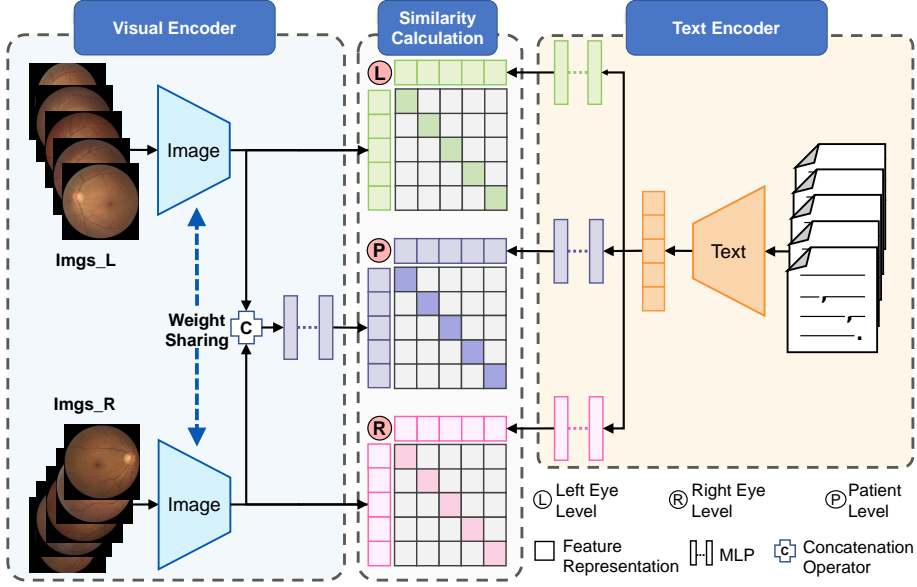 Visual Encoder
Similarity
Calculation
Text Encoder
L
Image
Imgs_L
P
Text
Weight
Sharing
C
Imgs_R
R
Image
L Left Eye
Level
R Right Eye
Level
P Patient
Level
Feature
Representation
MLP
C Concatenation
Operator